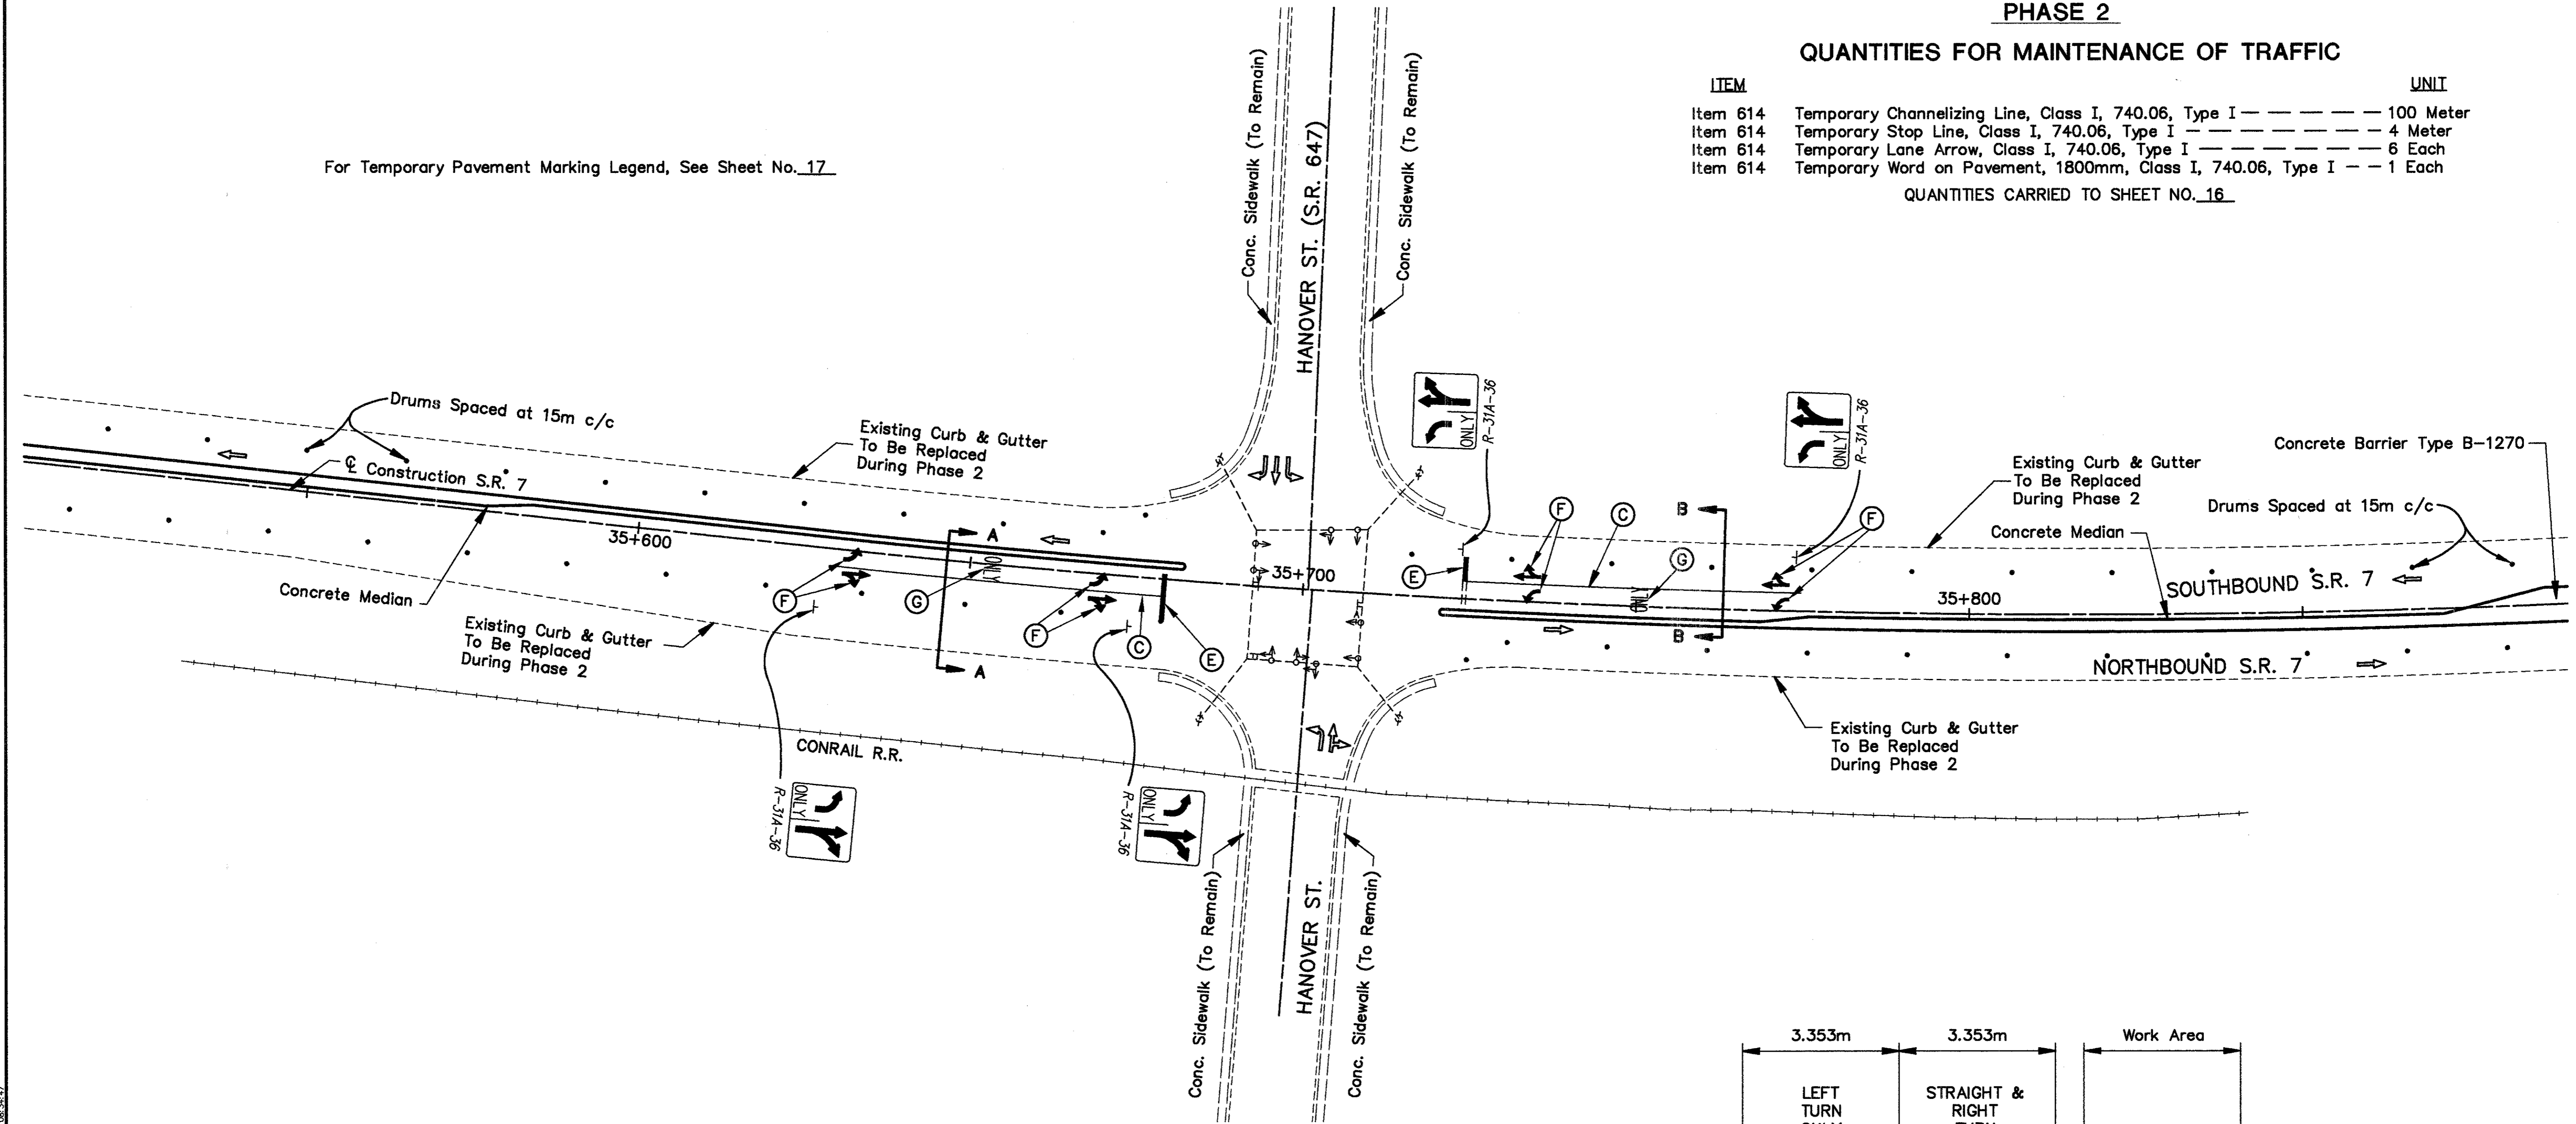 PHASE 2
QUANTITIES FOR MAINTENANCE OF TRAFFIC
ITEM UNIT
Item 614 Temporary Channelizing Line, Class I, 740.06, Type I — — — — — 100 Meter
Item 614 Temporary Stop Line, Class I, 740.06, Type I — — — — — — — 4 Meter
Item 614 Temporary Lane Arrow, Class I, 740.06, Type I — — — — — — 6 Each
Item 614 Temporary Word on Pavement, 1800mm, Class I, 740.06, Type I — — 1 Each
QUANTITIES CARRIED TO SHEET NO. 16
For Temporary Pavement Marking Legend, See Sheet No. 17
Conc. Sidewalk (To Remain)
HANOVER ST. (S.R. 647)
Conc. Sidewalk (To Remain)
Drums Spaced at 15m c/c
℄ Construction S.R. 7
Existing Curb & Gutter
To Be Replaced
During Phase 2
ONLY
R-31A-36
ONLY
R-31A-36
Existing Curb & Gutter
To Be Replaced
During Phase 2
Concrete Barrier Type B-1270
Drums Spaced at 15m c/c
Concrete Median
35+600
A
ONLY
35+700
F
C
E
G
ONLY
B
F
35+800
SOUTHBOUND S.R. 7
Concrete Median
F
G
F
C
E
A
B
NORTHBOUND S.R. 7
Existing Curb & Gutter
To Be Replaced
During Phase 2
Existing Curb & Gutter
To Be Replaced
During Phase 2
CONRAIL R.R.
ONLY
R-31A-36
ONLY
R-31A-36
Conc. Sidewalk (To Remain)
HANOVER ST.
Conc. Sidewalk (To Remain)
3.353m 3.353m Work Area
LEFT STRAIGHT &
TURN RIGHT